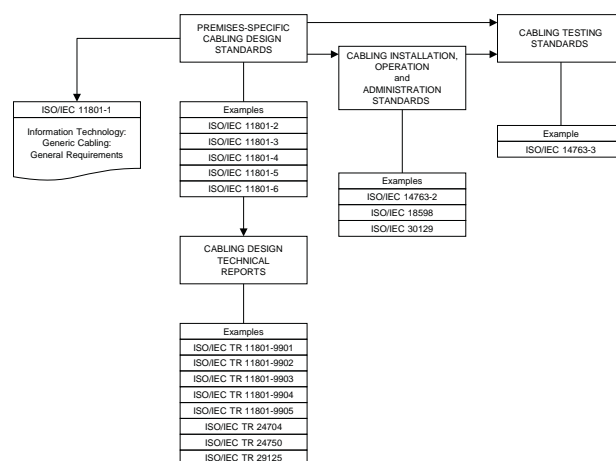 PREMISES-SPECIFIC
CABLING DESIGN
STANDARDS
CABLING TESTING
STANDARDS
CABLING INSTALLATION,
OPERATION
and
ADMINISTRATION
STANDARDS
ISO/IEC 11801-1
Information Technology:
Generic Cabling:
General Requirements
Examples
ISO/IEC 11801-2
ISO/IEC 11801-3
ISO/IEC 11801-4
ISO/IEC 11801-5
ISO/IEC 11801-6
Example
ISO/IEC 14763-3
Examples
ISO/IEC 14763-2
ISO/IEC 18598
ISO/IEC 30129
CABLING DESIGN
TECHNICAL
REPORTS
Examples
ISO/IEC TR 11801-9901
ISO/IEC TR 11801-9902
ISO/IEC TR 11801-9903
ISO/IEC TR 11801-9904
ISO/IEC TR 11801-9905
ISO/IEC TR 24704
ISO/IEC TR 24750
ISO/IEC TR 29125